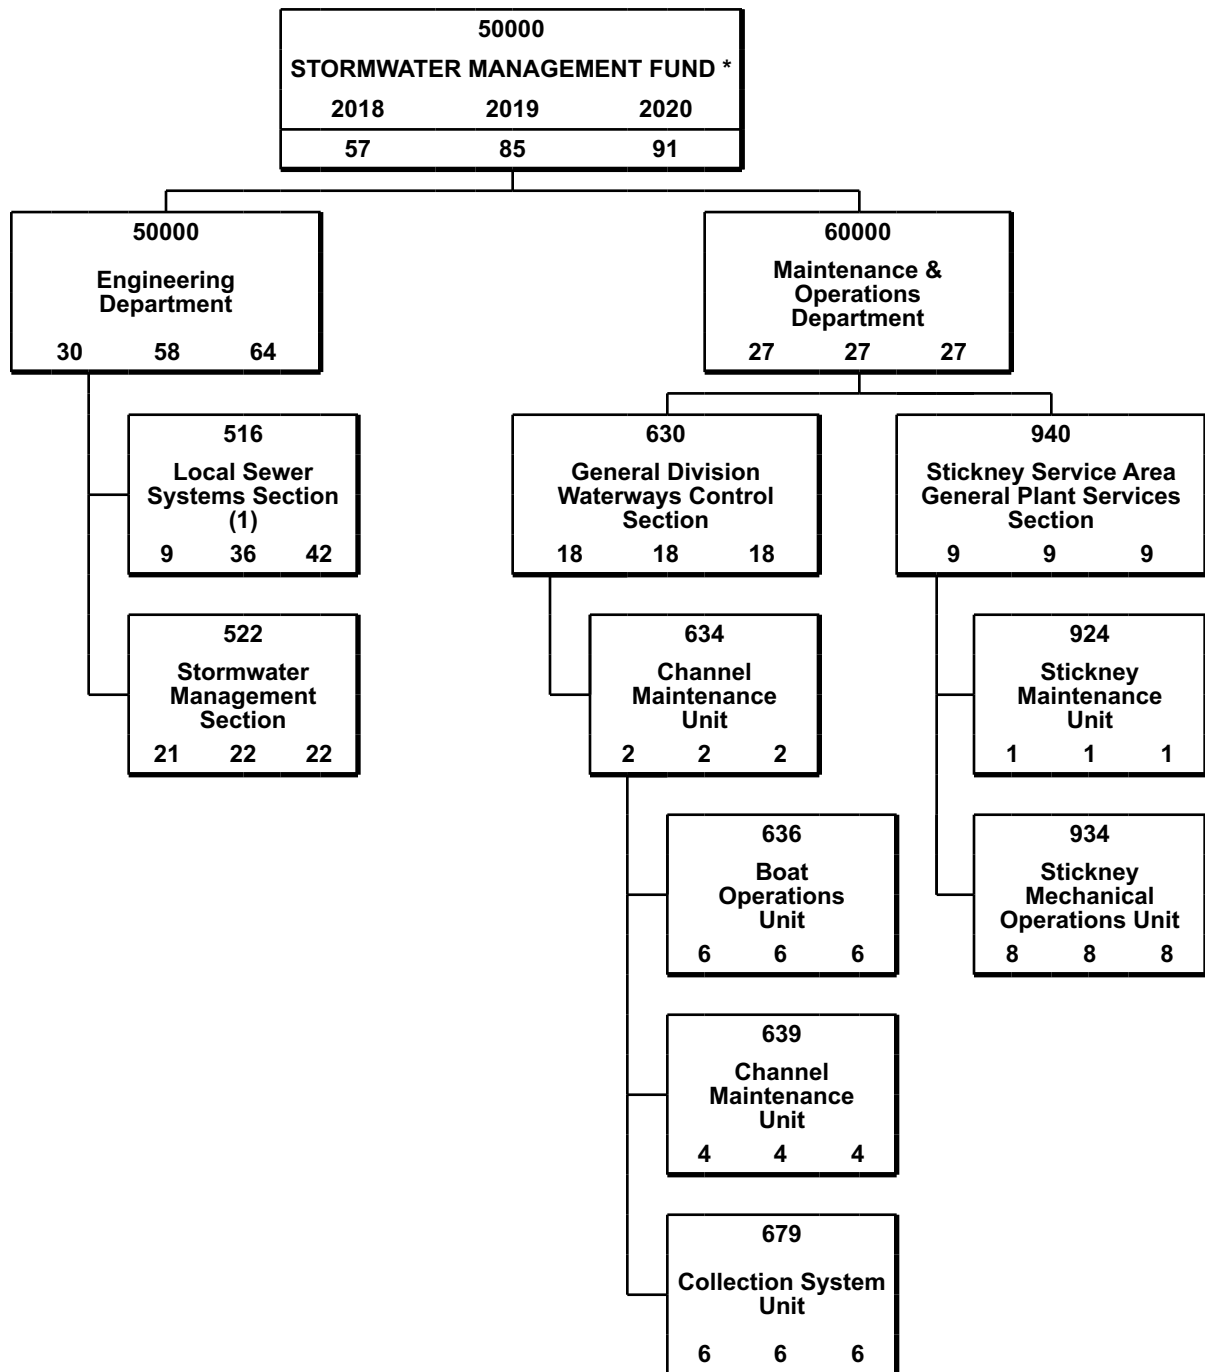 50000
STORMWATER MANAGEMENT FUND *
2018 2019 2020
57 85 91
50000
Engineering
Department
30 58 64
60000
Maintenance &
Operations
Department
27 27 27
516
Local Sewer
Systems Section
(1)
9 36 42
522
Stormwater
Management
Section
21 22 22
630
General Division
Waterways Control
Section
18 18 18
634
Channel
Maintenance
Unit
2 2 2
636
Boat
Operations
Unit
6 6 6
639
Channel
Maintenance
Unit
4 4 4
679
Collection System
Unit
6 6 6
940
Stickney Service Area
General Plant Services
Section
9 9 9
924
Stickney
Maintenance
Unit
1 1 1
934
Stickney
Mechanical
Operations Unit
8 8 8